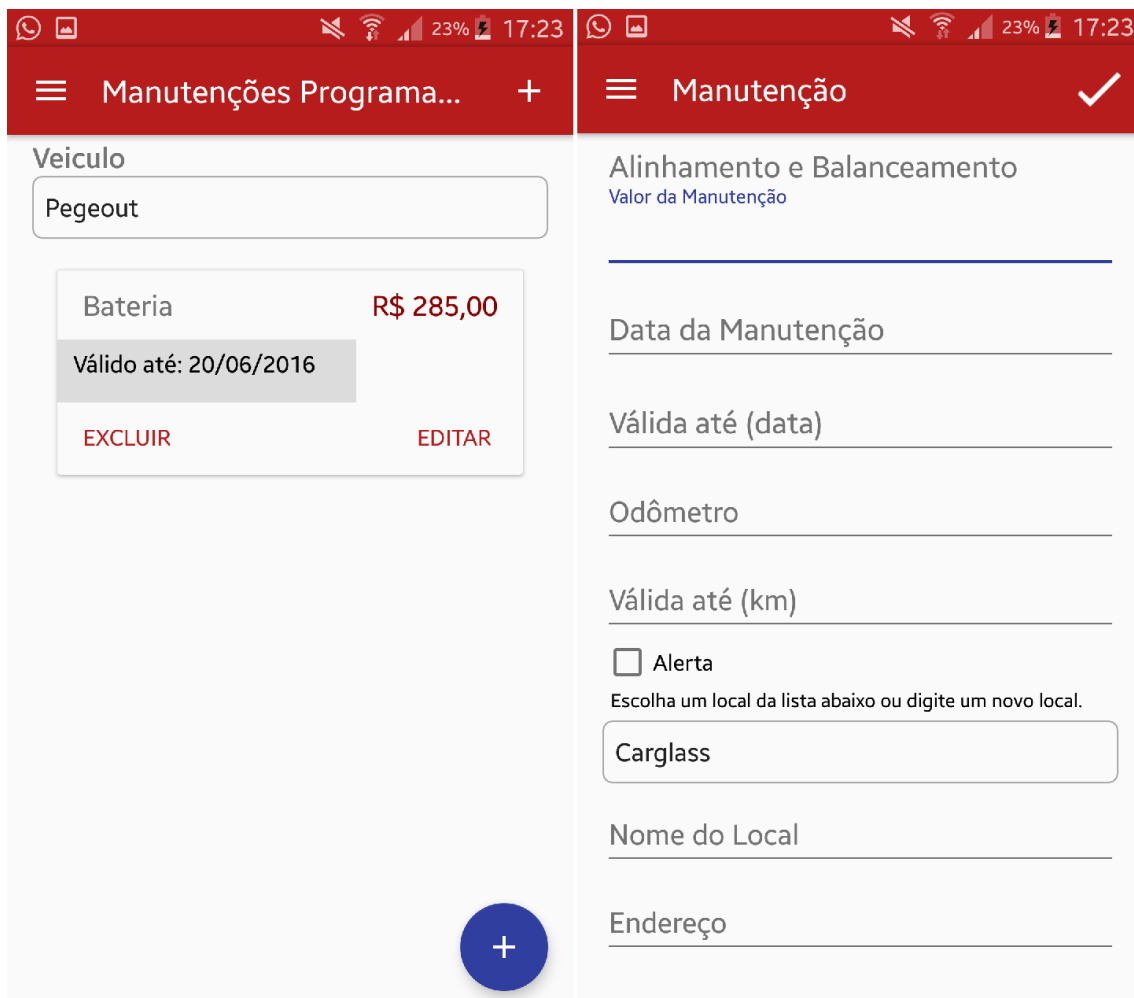 23% 17:23
Manutenções Programa... +
Veiculo
Pegeout
Bateria R$ 285,00
Válido até: 20/06/2016
EXCLUIR EDITAR
+
23% 17:23
Manutenção
Alinhamento e Balanceamento
Valor da Manutenção
Data da Manutenção
Válida até (data)
Odômetro
Válida até (km)
Alerta
Escolha um local da lista abaixo ou digite um novo local.
Carglass
Nome do Local
Endereço